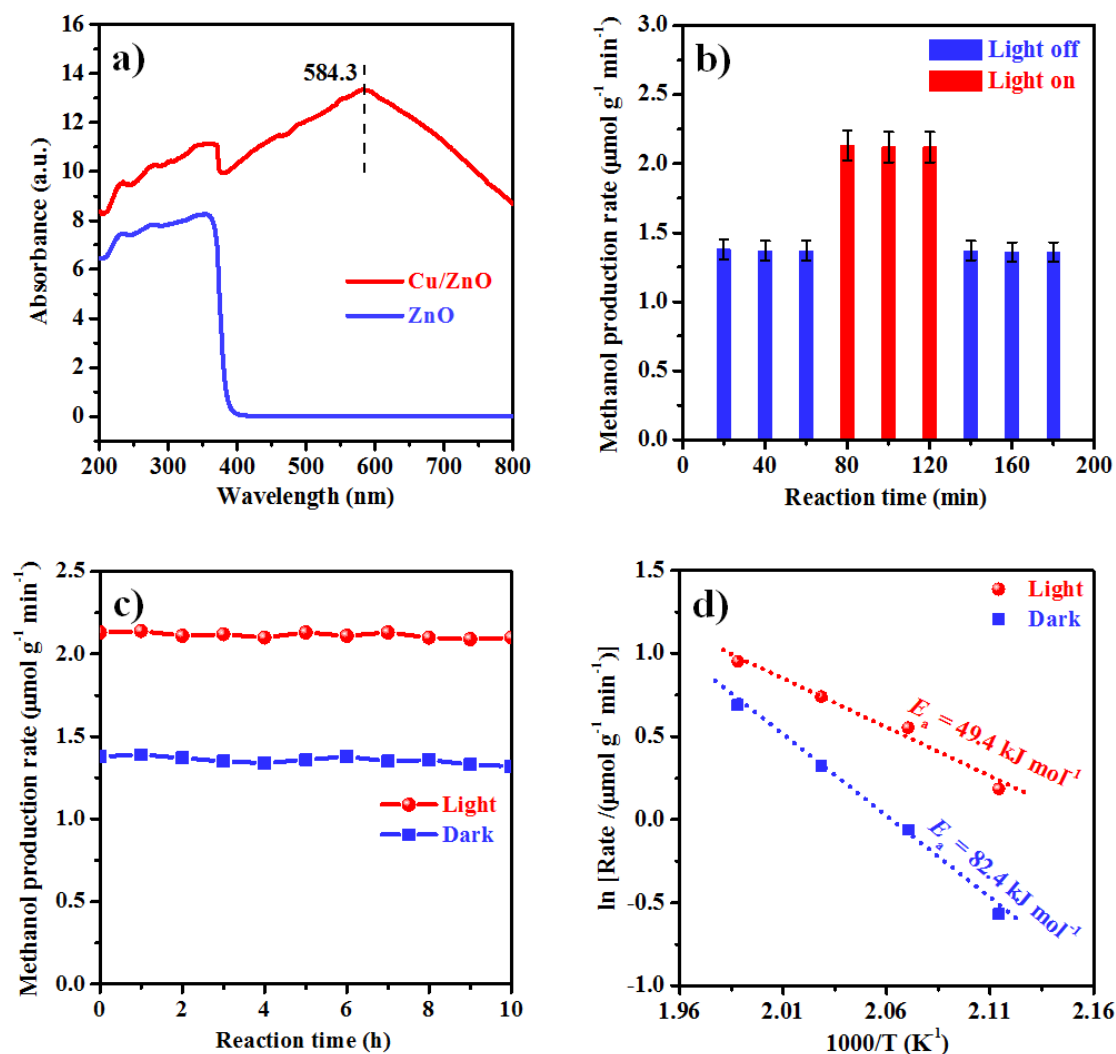 a)
16
14
12
10
8
6
4
2
0
584.3
Cu/ZnO
ZnO
200 300 400 500 600 700 800
Wavelength (nm)
Absorbance (a.u.)
b)
Light off
Light on
3.0
2.5
2.0
1.5
1.0
0.5
0.0
0 40 80 120 160 200
Reaction time (min)
Methanol production rate (μmol g⁻¹ min⁻¹)
c)
2.5
2.0
1.5
1.0
0.5
0.0
Light
Dark
0 2 4 6 8 10
Reaction time (h)
Methanol production rate (μmol g⁻¹ min⁻¹)
d)
Light
Dark
1.5
1.0
0.5
0.0
-0.5
-1.0
Eₐ = 49.4 kJ mol⁻¹
Eₐ = 82.4 kJ mol⁻¹
1.96 2.01 2.06 2.11 2.16
1000/T (K⁻¹)
ln [Rate /(μmol g⁻¹ min⁻¹)]